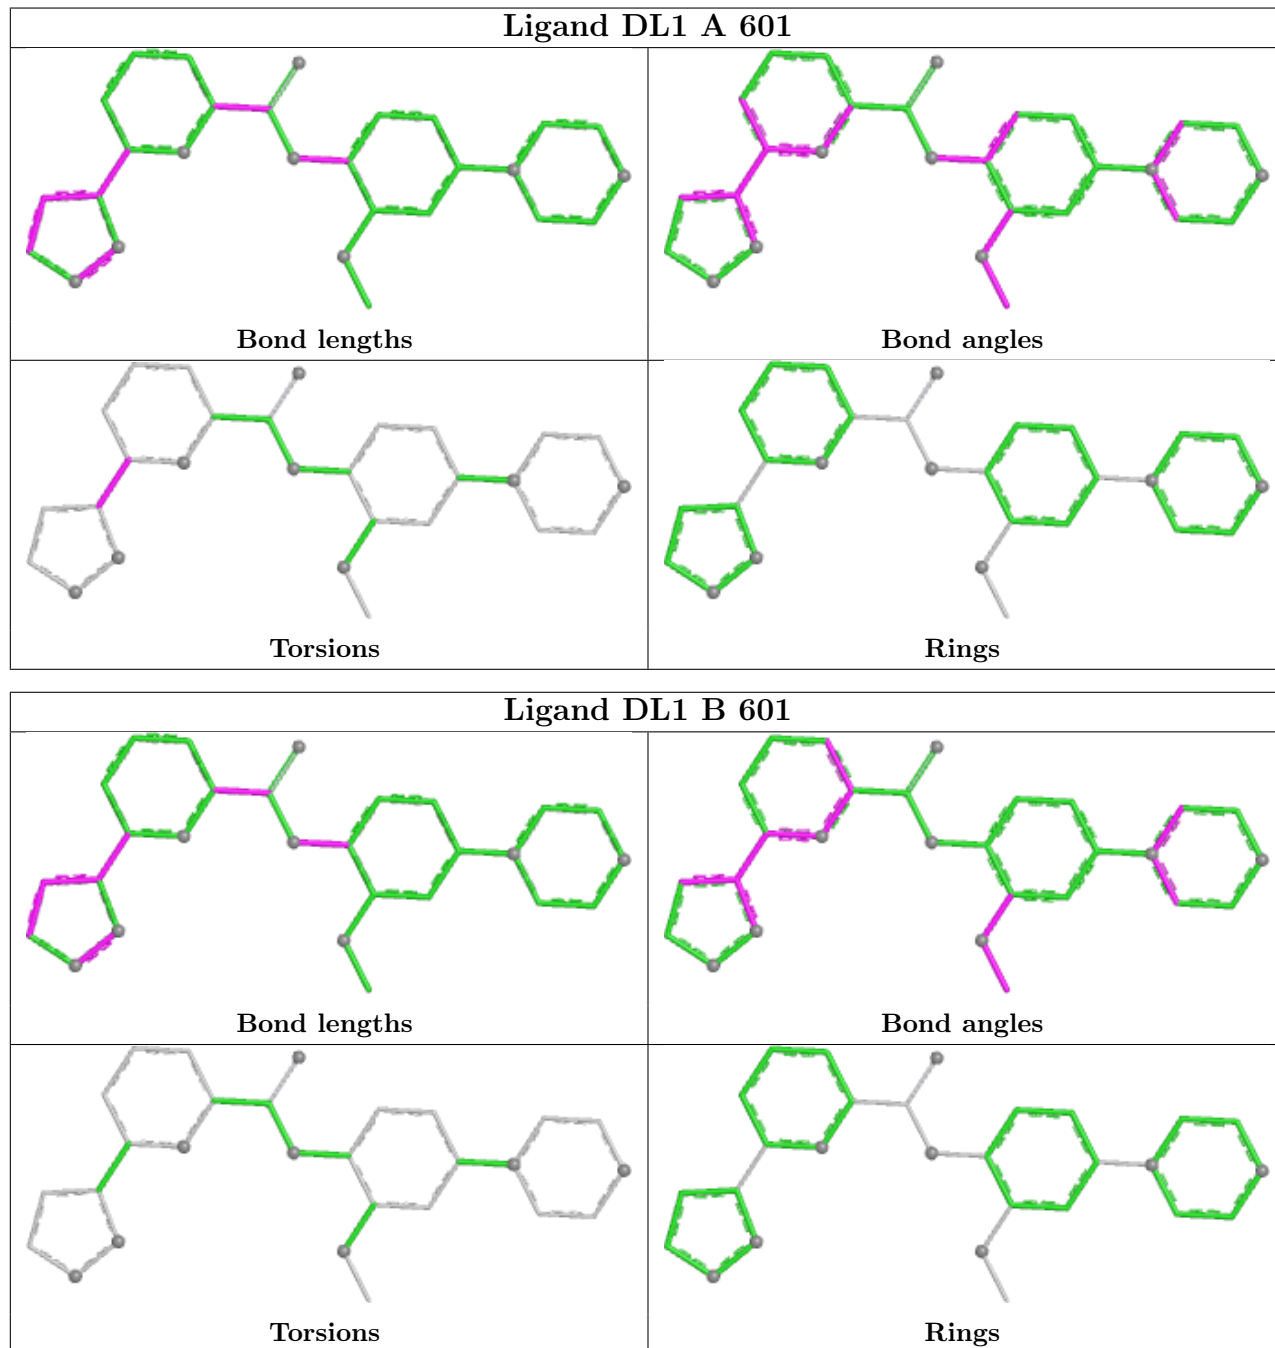 Ligand DL1 A 601
Bond lengths
Bond angles
Torsions
Rings
Ligand DL1 B 601
Bond lengths
Bond angles
Torsions
Rings